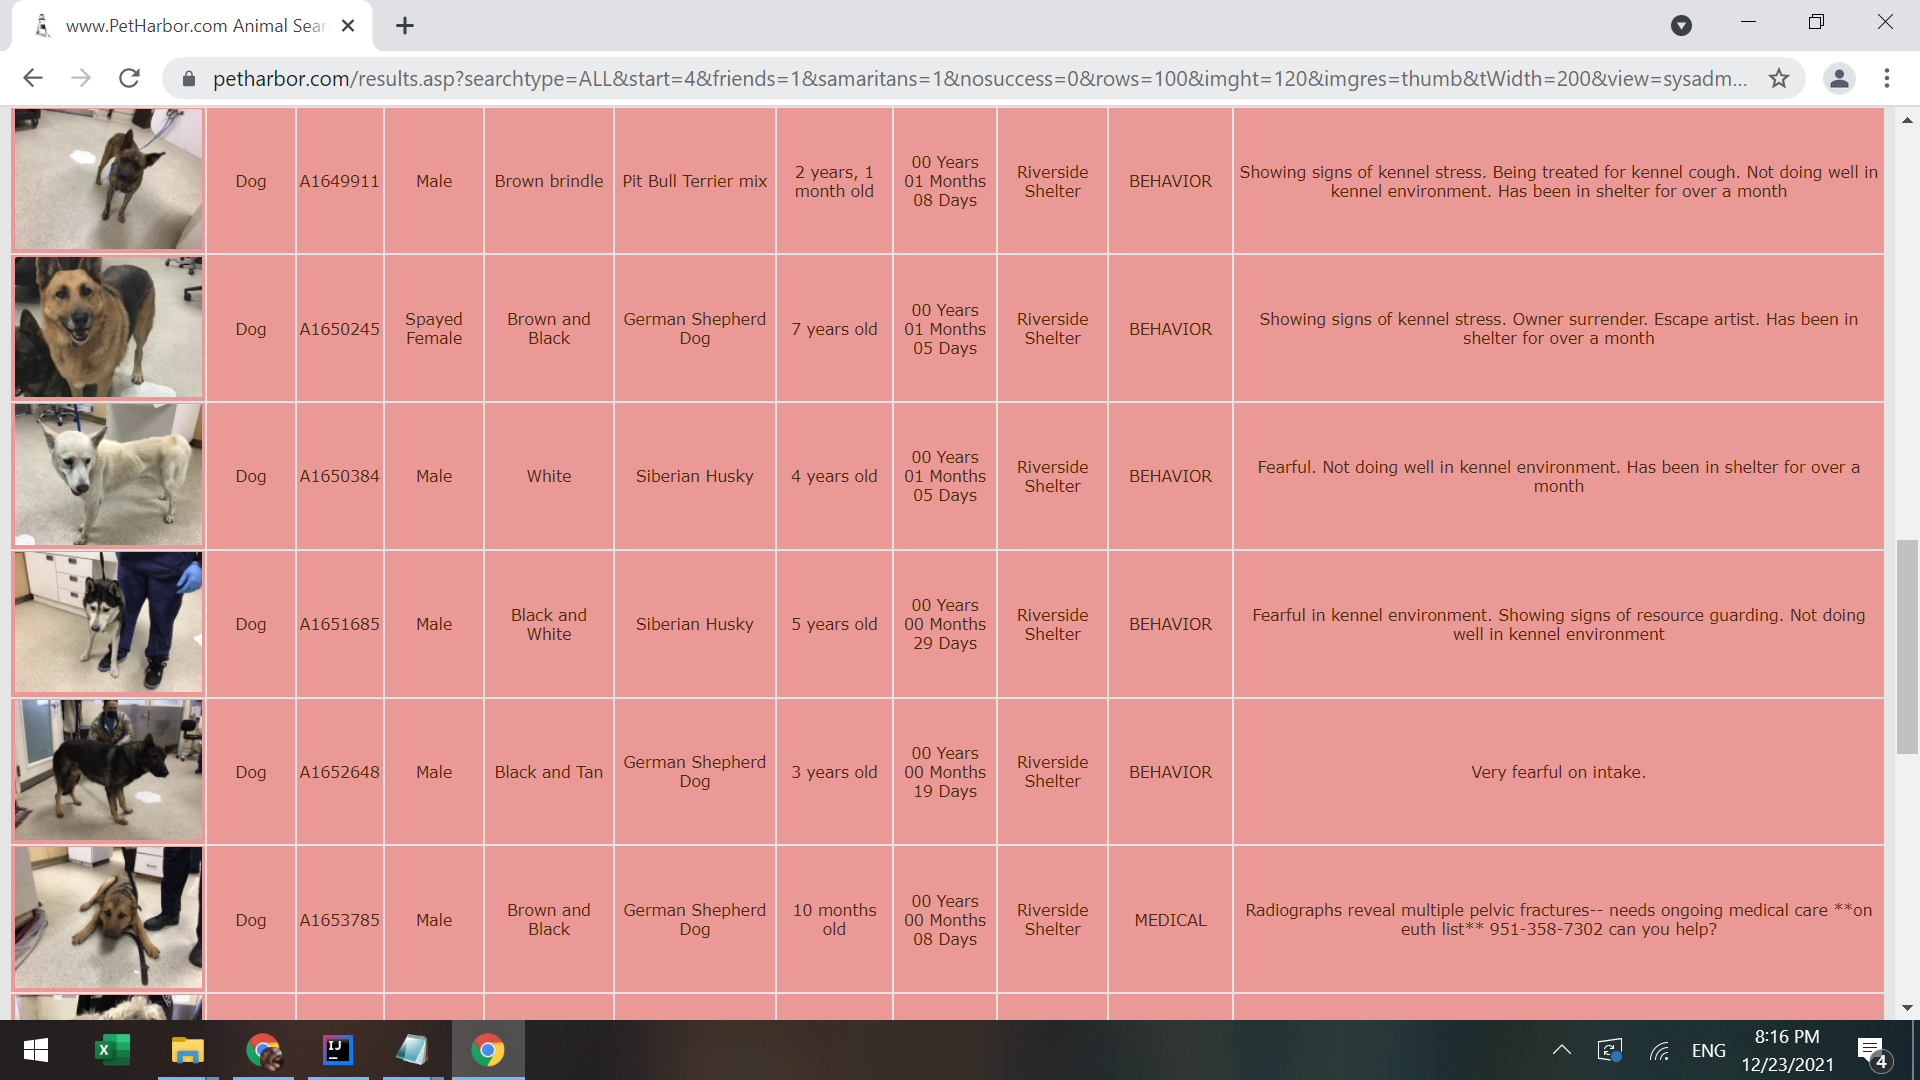 www.PetHarbor.com Animal Sear
petharbor.com/results.asp?searchtype=ALL&start=4&friends=1&samaritans=1&nosuccess=0&rows=100&imght=120&imgres=thumb&tWidth=200&view=sysadm...
Dog
A1649911
Male
Brown brindle
Pit Bull Terrier mix
2 years, 1
month old
00 Years
01 Months
08 Days
Riverside
Shelter
BEHAVIOR
Showing signs of kennel stress. Being treated for kennel cough. Not doing well in
kennel environment. Has been in shelter for over a month
Dog
A1650245
Spayed
Female
Brown and
Black
German Shepherd
Dog
7 years old
00 Years
01 Months
05 Days
Riverside
Shelter
BEHAVIOR
Showing signs of kennel stress. Owner surrender. Escape artist. Has been in
shelter for over a month
Dog
A1650384
Male
White
Siberian Husky
4 years old
00 Years
01 Months
05 Days
Riverside
Shelter
BEHAVIOR
Fearful. Not doing well in kennel environment. Has been in shelter for over a
month
Dog
A1651685
Male
Black and
White
Siberian Husky
5 years old
00 Years
00 Months
29 Days
Riverside
Shelter
BEHAVIOR
Fearful in kennel environment. Showing signs of resource guarding. Not doing
well in kennel environment
Dog
A1652648
Male
Black and Tan
German Shepherd
Dog
3 years old
00 Years
00 Months
19 Days
Riverside
Shelter
BEHAVIOR
Very fearful on intake.
Dog
A1653785
Male
Brown and
Black
German Shepherd
Dog
10 months
old
00 Years
00 Months
08 Days
Riverside
Shelter
MEDICAL
Radiographs reveal multiple pelvic fractures-- needs ongoing medical care **on
euth list** 951-358-7302 can you help?
X
IJ
ENG
8:16 PM
12/23/2021
4